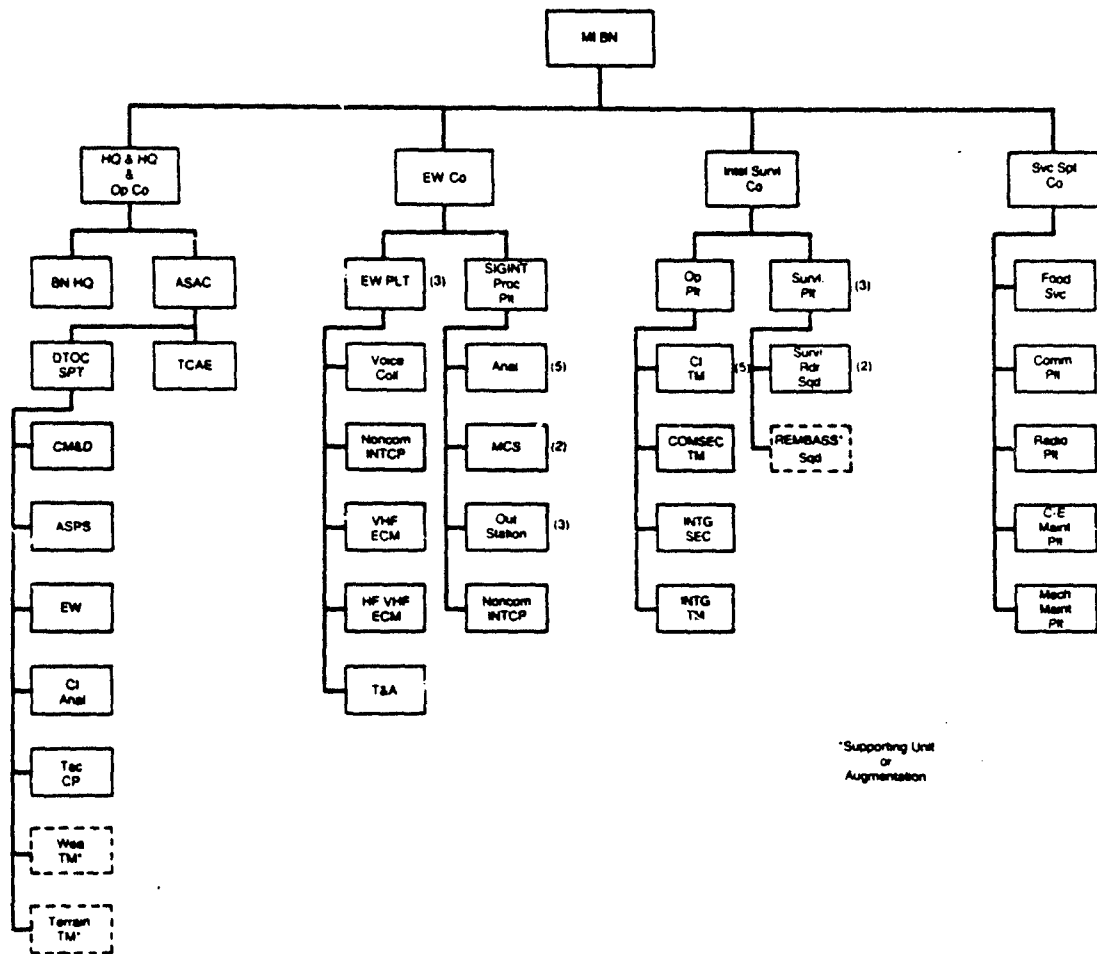 MI BN
HQ & HQ
&
Op Co
EW Co
Intel Survl
Co
Svc Spt
Co
BN HQ
ASAC
EW PLT
(3)
SIGINT
Proc
Plt
Op
Plt
Survl.
Plt
(3)
Food
Svc
DTOC
SPT
TCAE
Voice
Coll
Anal
(5)
CI
TM
(5)
Survl
Rdr
Sqd
(2)
Comm
Plt
CM&D
Noncom
INTCP
MCS
(2)
COMSEC
TM
REMBASS*
Sqd
Radio
Plt
ASPS
VHF
ECM
Out
Station
(3)
INTG
SEC
C-E
Maint
Plt
EW
HF VHF
ECM
Noncom
INTCP
INTG
TM
Mech
Maint
Plt
CI
Anal
T&A
Tac
CP
*Supporting Unit
or
Augmentation
Wea
TM*
Terrain
TM*